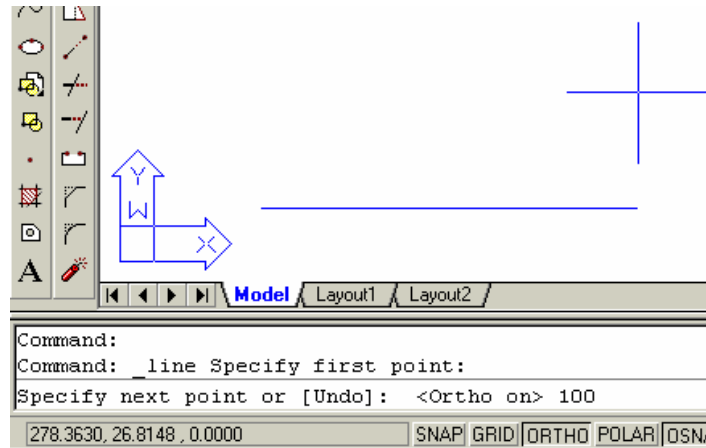 Y
W
X
A
Model Layout1 Layout2
Command:
Command: _line Specify first point:
Specify next point or [Undo]: <Ortho on> 100
278.3630, 26.8148 , 0.0000 SNAP GRID ORTHO POLAR OSNA